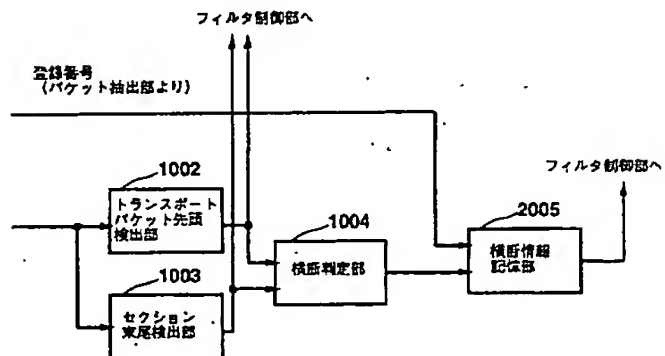 フィルタ制御部へ
登録番号
(パケット抽出部より)
フィルタ制御部へ
1002
トランスポート
パケット先頭
検出部
1004
横断判定部
2005
横断情報
記憶部
1003
セクション
末尾検出部